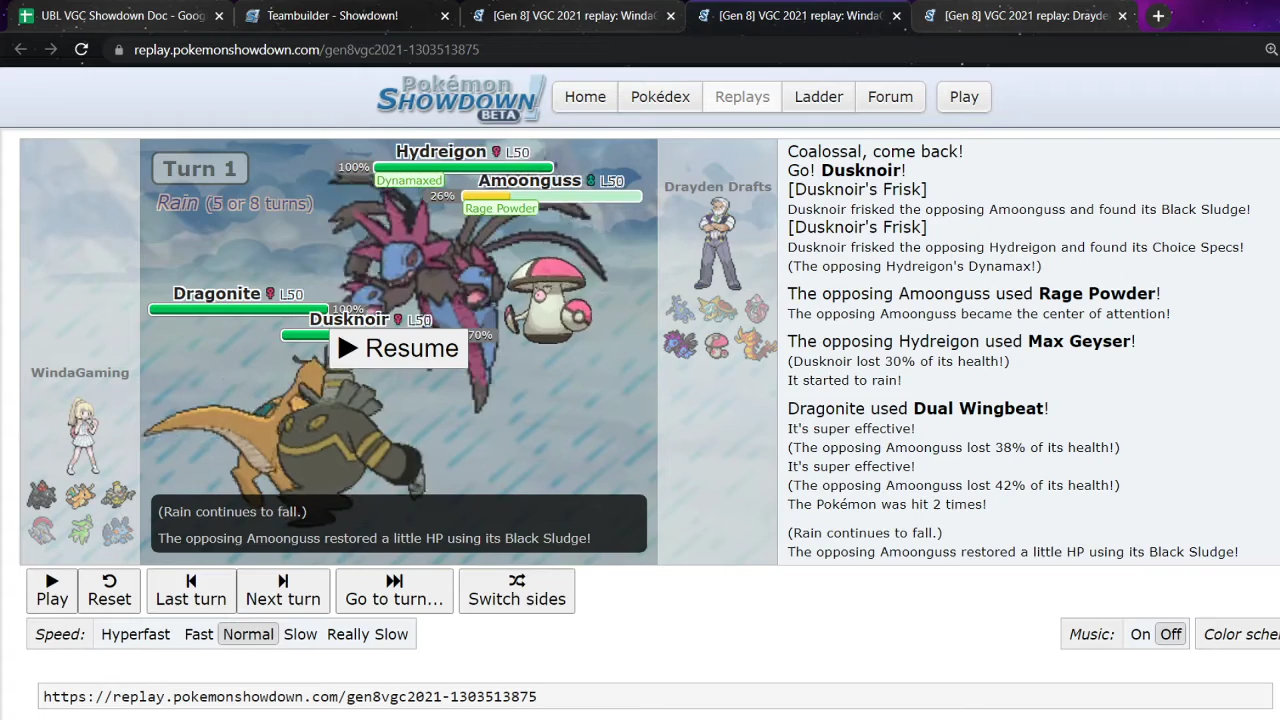 UBL VGC Showdown Doc - Goog
Teambuilder - Showdown!
[Gen 8] VGC 2021 replay: WindaG
[Gen 8] VGC 2021 replay: WindaG
[Gen 8] VGC 2021 replay: Drayde
replay.pokemonshowdown.com/gen8vgc2021-1303513875
Pokémon
SHOWDOWN!
BETA
Home
Pokédex
Replays
Ladder
Forum
Play
Turn 1
Rain (5 or 8 turns)
Hydreigon L50
100%
Dynamaxed
Amoonguss L50
26%
Rage Powder
Dragonite L50
100%
Dusknoir L50
70%
Resume
WindaGaming
Drayden Drafts
(Rain continues to fall.)
The opposing Amoonguss restored a little HP using its Black Sludge!
Coalossal, come back!
Go! Dusknoir!
[Dusknoir's Frisk]
Dusknoir frisked the opposing Amoonguss and found its Black Sludge!
[Dusknoir's Frisk]
Dusknoir frisked the opposing Hydreigon and found its Choice Specs!
(The opposing Hydreigon's Dynamax!)
The opposing Amoonguss used Rage Powder!
The opposing Amoonguss became the center of attention!
The opposing Hydreigon used Max Geyser!
(Dusknoir lost 30% of its health!)
It started to rain!
Dragonite used Dual Wingbeat!
It's super effective!
(The opposing Amoonguss lost 38% of its health!)
It's super effective!
(The opposing Amoonguss lost 42% of its health!)
The Pokémon was hit 2 times!
(Rain continues to fall.)
The opposing Amoonguss restored a little HP using its Black Sludge!
Play
Reset
Last turn
Next turn
Go to turn...
Switch sides
Speed: Hyperfast Fast Normal Slow Really Slow
Music: On Off
Color sche
https://replay.pokemonshowdown.com/gen8vgc2021-1303513875